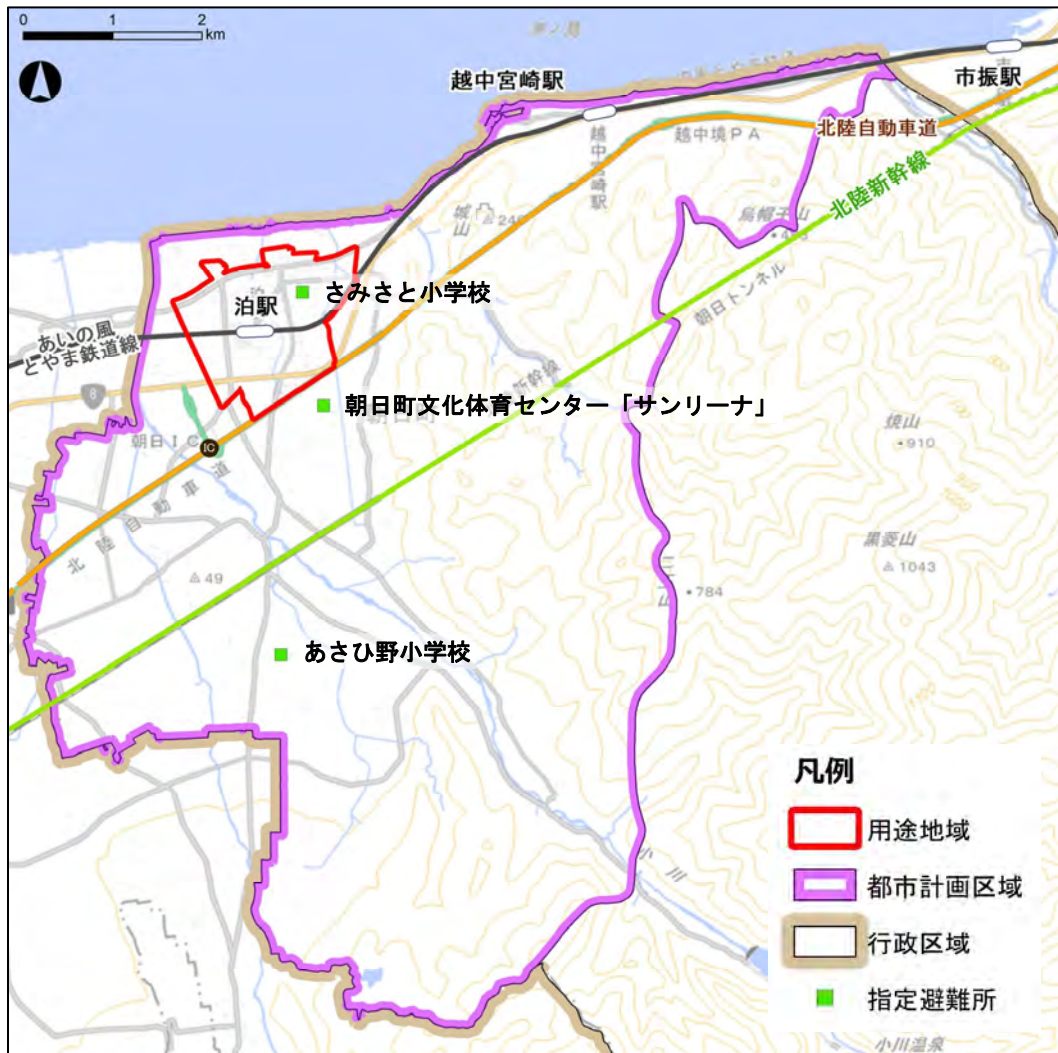 0 1 2
km
越中宮崎駅
市振駅
北陸自動車道
越中境ＰＡ
越中宮崎駅
北陸新幹線
城山
烏帽子山
さみさと小学校
泊駅
朝日トンネル
あいの風
とやま鉄道線
8
朝日町文化体育センター「サンリーナ」
焼山
910
朝日ＩＣ
IC
北陸自動車道
黒菱山
1043
49
784
あさひ野小学校
凡例
用途地域
都市計画区域
行政区域
指定避難所
小川
小川温泉